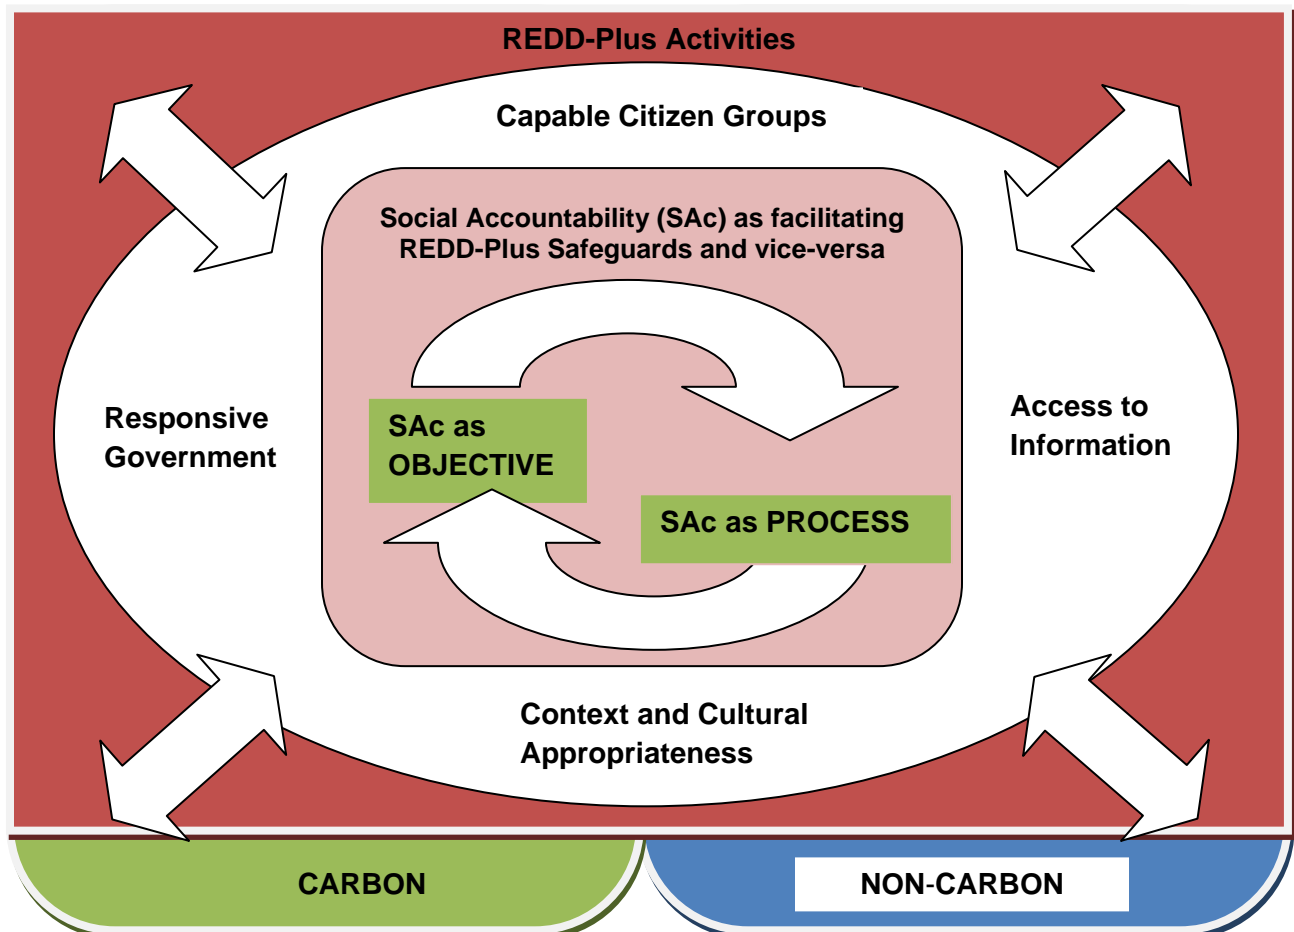 REDD-Plus Activities
Capable Citizen Groups
Social Accountability (SAc) as facilitating
REDD-Plus Safeguards and vice-versa
Responsive
Government
SAc as
OBJECTIVE
Access to
Information
SAc as PROCESS
Context and Cultural
Appropriateness
CARBON
NON-CARBON